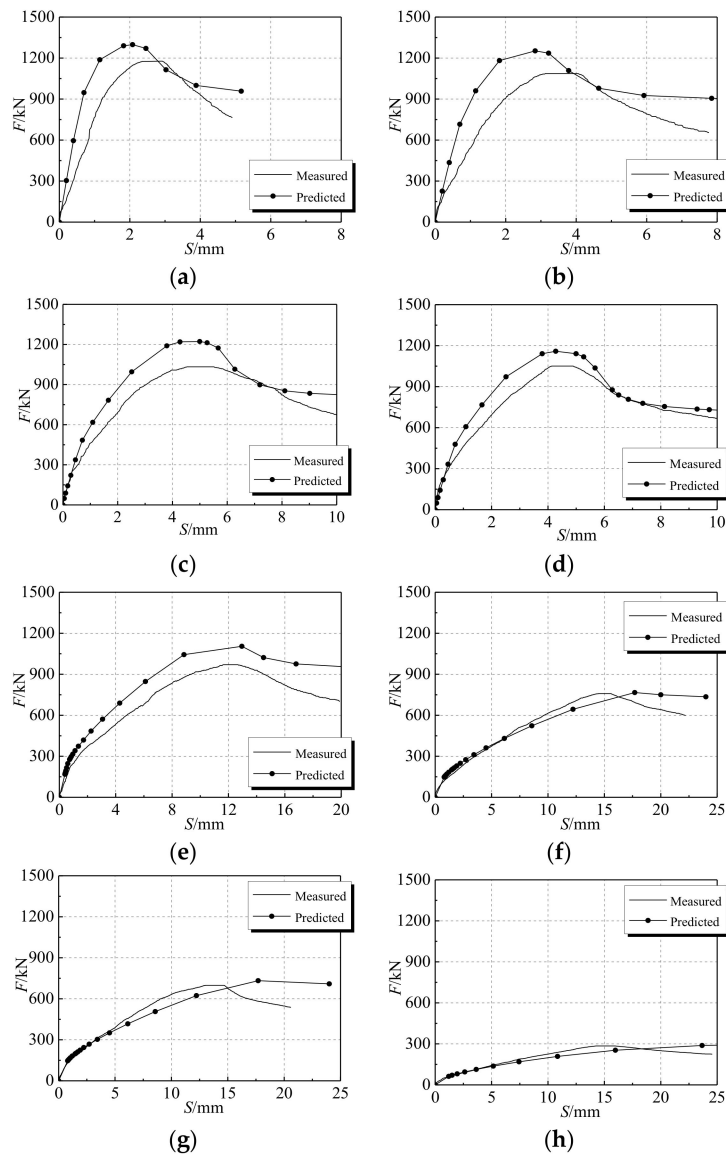 1500
1200
900
600
300
0
F/kN
Measured
Predicted
0 2 4 6 8
S/mm
(a)
1500
1200
900
600
300
0
F/kN
Measured
Predicted
0 2 4 6 8
S/mm
(b)
1500
1200
900
600
300
0
F/kN
Measured
Predicted
0 2 4 6 8 10
S/mm
(c)
1500
1200
900
600
300
0
F/kN
Measured
Predicted
0 2 4 6 8 10
S/mm
(d)
1500
1200
900
600
300
0
F/kN
Measured
Predicted
0 4 8 12 16 20
S/mm
(e)
1500
1200
900
600
300
0
F/kN
Measured
Predicted
0 5 10 15 20 25
S/mm
(f)
1500
1200
900
600
300
0
F/kN
Measured
Predicted
0 5 10 15 20 25
S/mm
(g)
1500
1200
900
600
300
0
F/kN
Measured
Predicted
0 5 10 15 20 25
S/mm
(h)